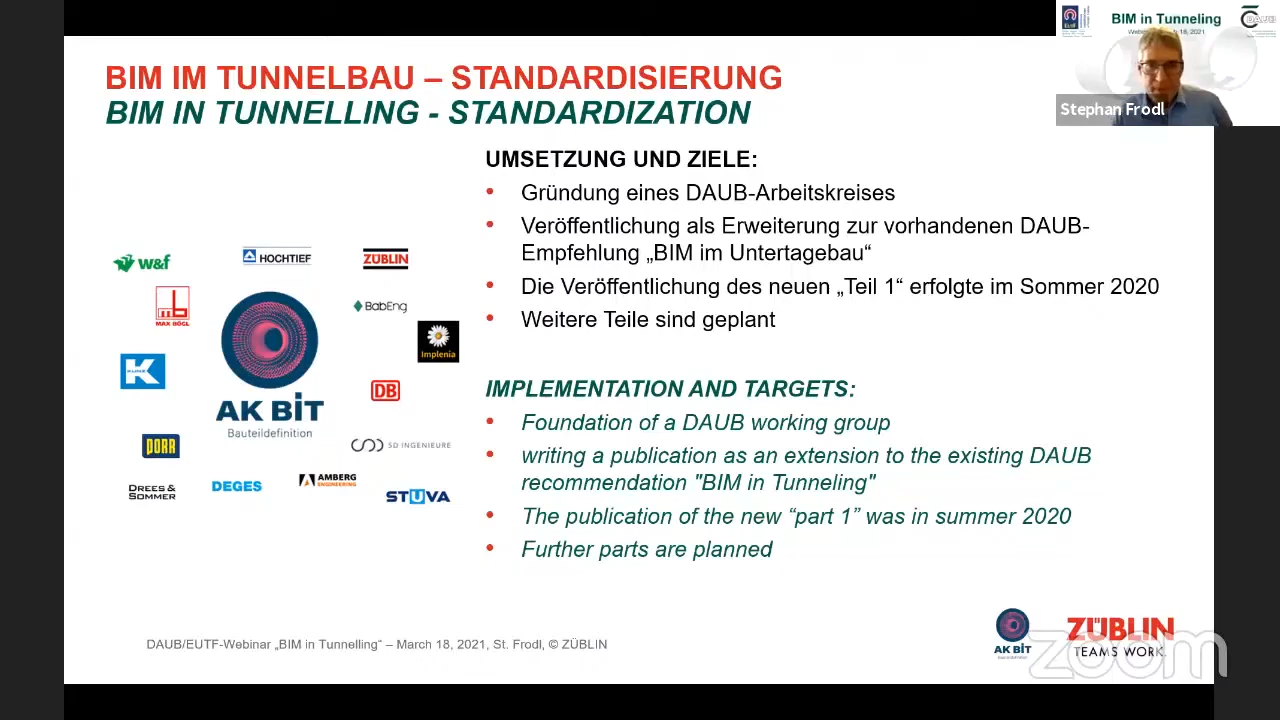 BIM in Tunneling
DAUB
Stephan Frodl
BIM IM TUNNELBAU – STANDARDISIERUNG
BIM IN TUNNELLING - STANDARDIZATION
UMSETZUNG UND ZIELE:
• Gründung eines DAUB-Arbeitskreises
• Veröffentlichung als Erweiterung zur vorhandenen DAUB-
Empfehlung „BIM im Untertagebau“
• Die Veröffentlichung des neuen „Teil 1“ erfolgte im Sommer 2020
• Weitere Teile sind geplant
IMPLEMENTATION AND TARGETS:
• Foundation of a DAUB working group
• writing a publication as an extension to the existing DAUB
recommendation "BIM in Tunneling"
• The publication of the new “part 1” was in summer 2020
• Further parts are planned
W&f
HOCHTIEF
ZÜBLIN
MAX BÖGL
BabEng
Implenia
K
AK BIT
Bauteildefinition
DB
PORR
SD INGENIEURE
DREES &
SOMMER
DEGES
AMBERG
ENGINEERING
STUVA
DAUB/EUTF-Webinar „BIM in Tunnelling“ – March 18, 2021, St. Frodl, © ZÜBLIN
AK BIT
ZÜBLIN
TEAMS WORK.
zoom